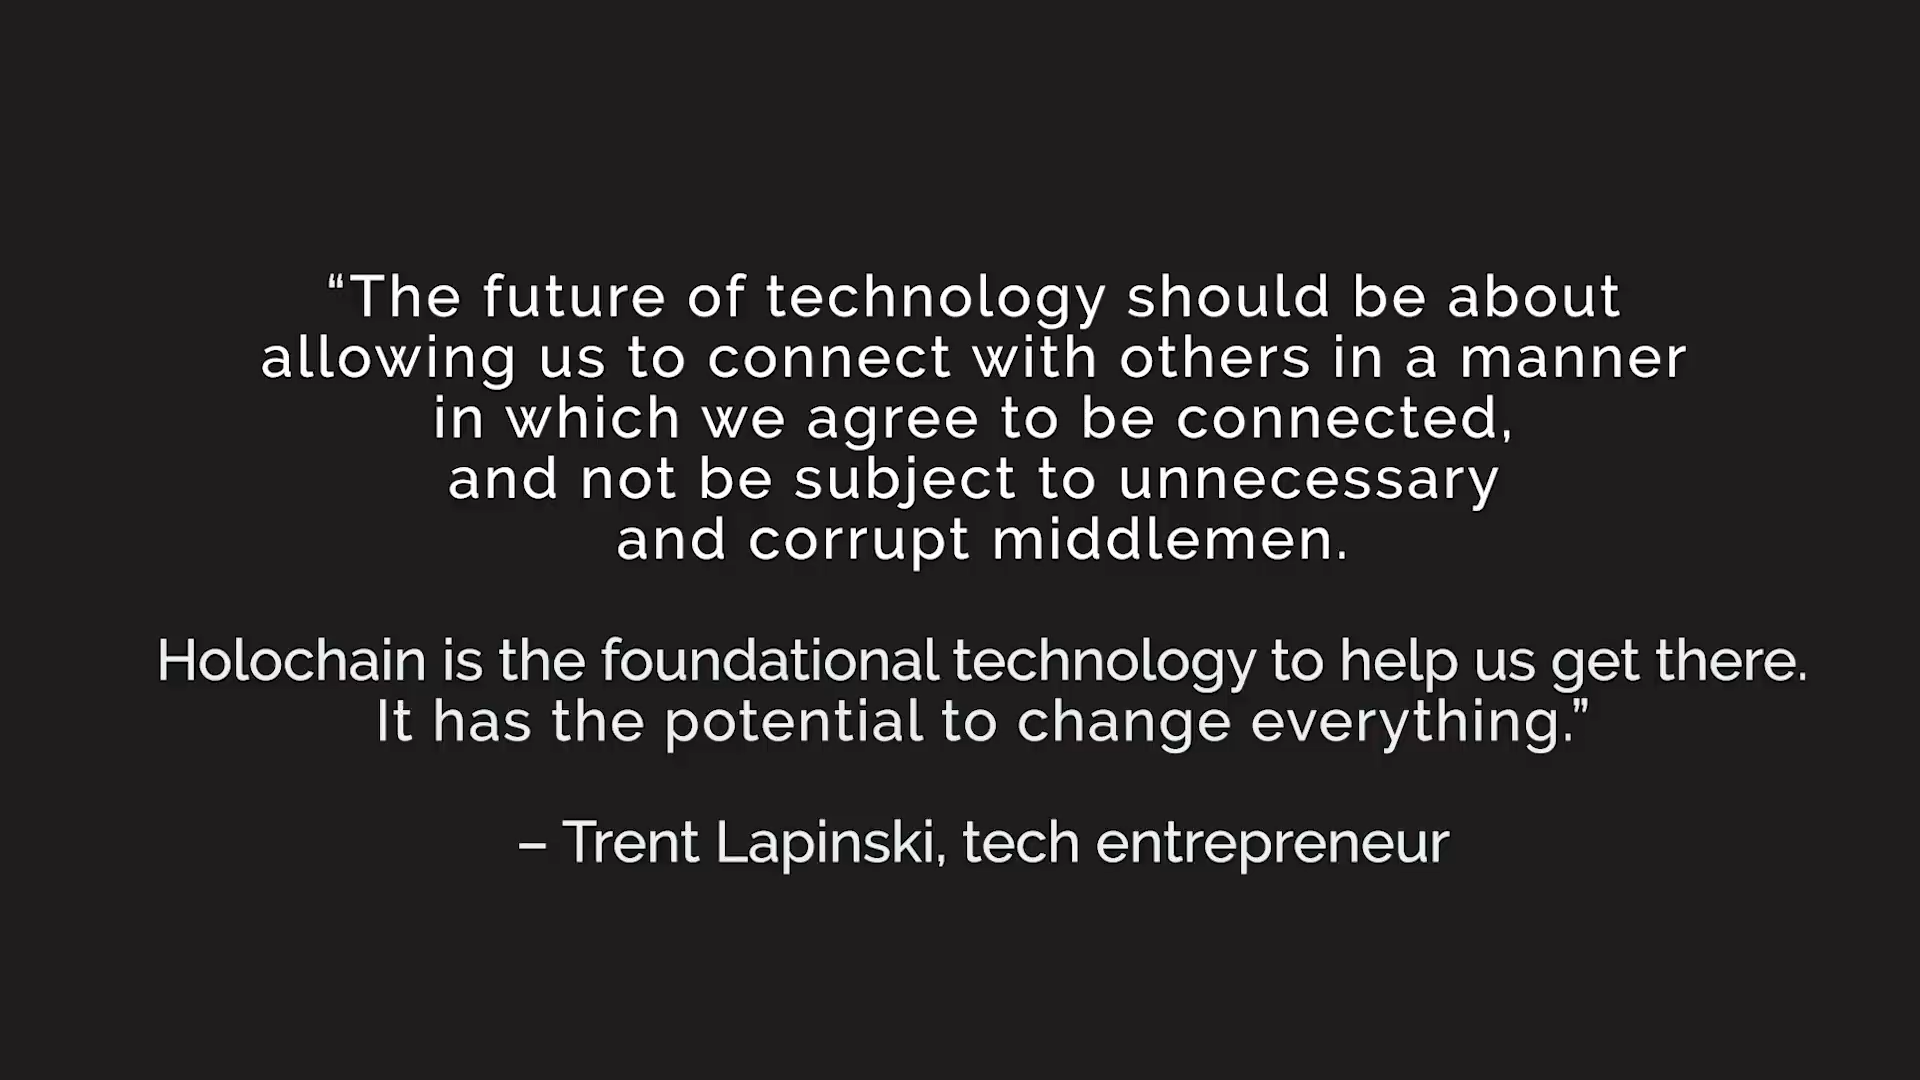 “The future of technology should be about
allowing us to connect with others in a manner
in which we agree to be connected,
and not be subject to unnecessary
and corrupt middlemen.
Holochain is the foundational technology to help us get there.
It has the potential to change everything.”
– Trent Lapinski, tech entrepreneur